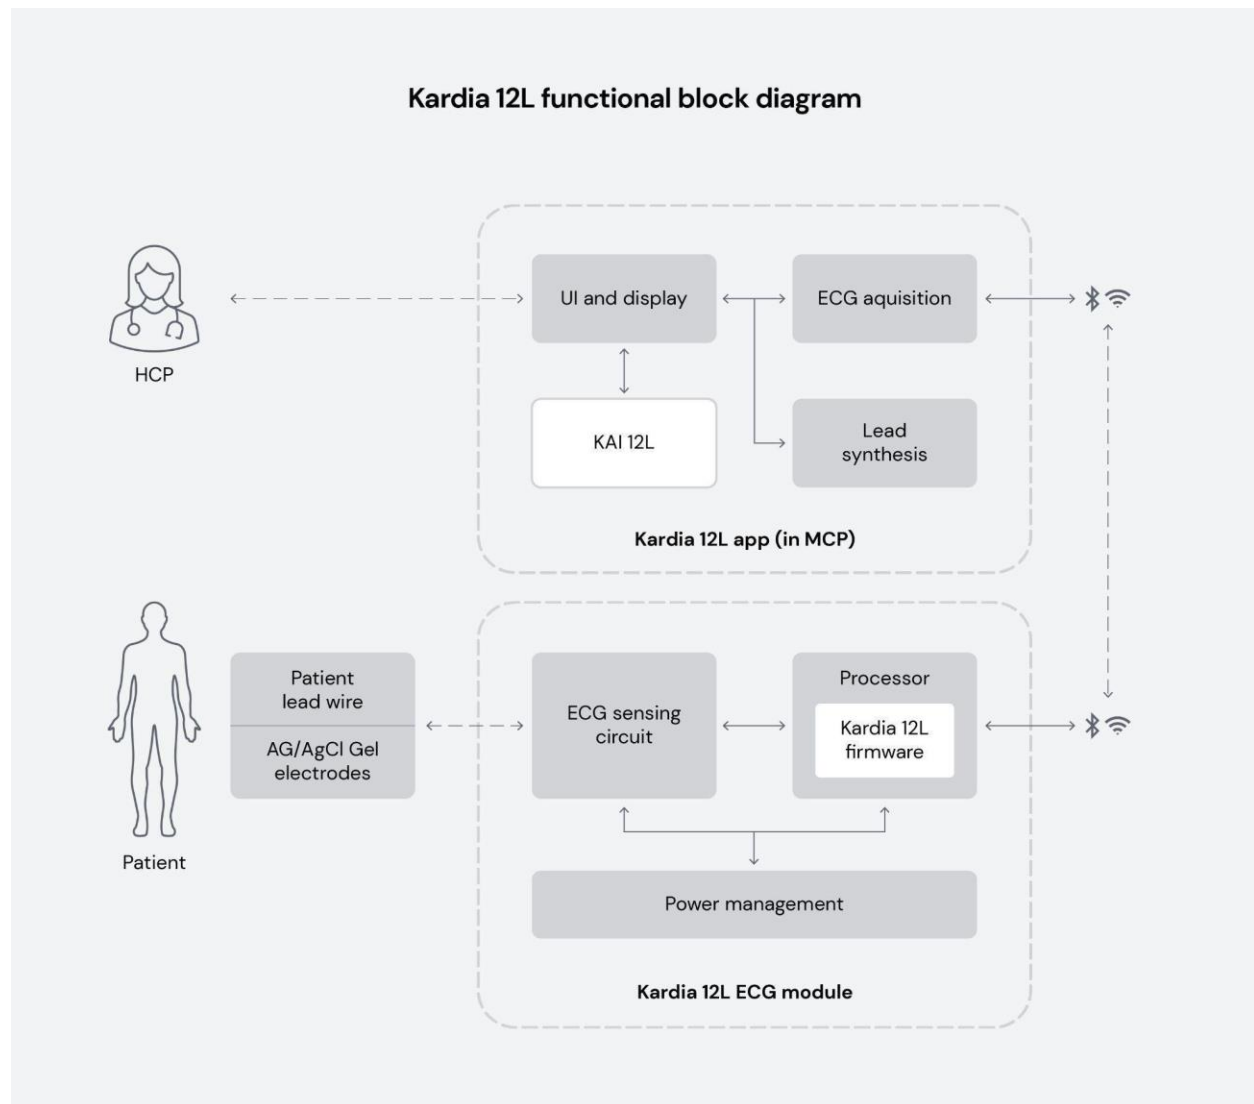 Kardia 12L functional block diagram
HCP
UI and display
ECG aquisition
KAI 12L
Lead
synthesis
Kardia 12L app (in MCP)
Patient
Patient
lead wire
AG/AgCl Gel
electrodes
ECG sensing
circuit
Processor
Kardia 12L
firmware
Power management
Kardia 12L ECG module